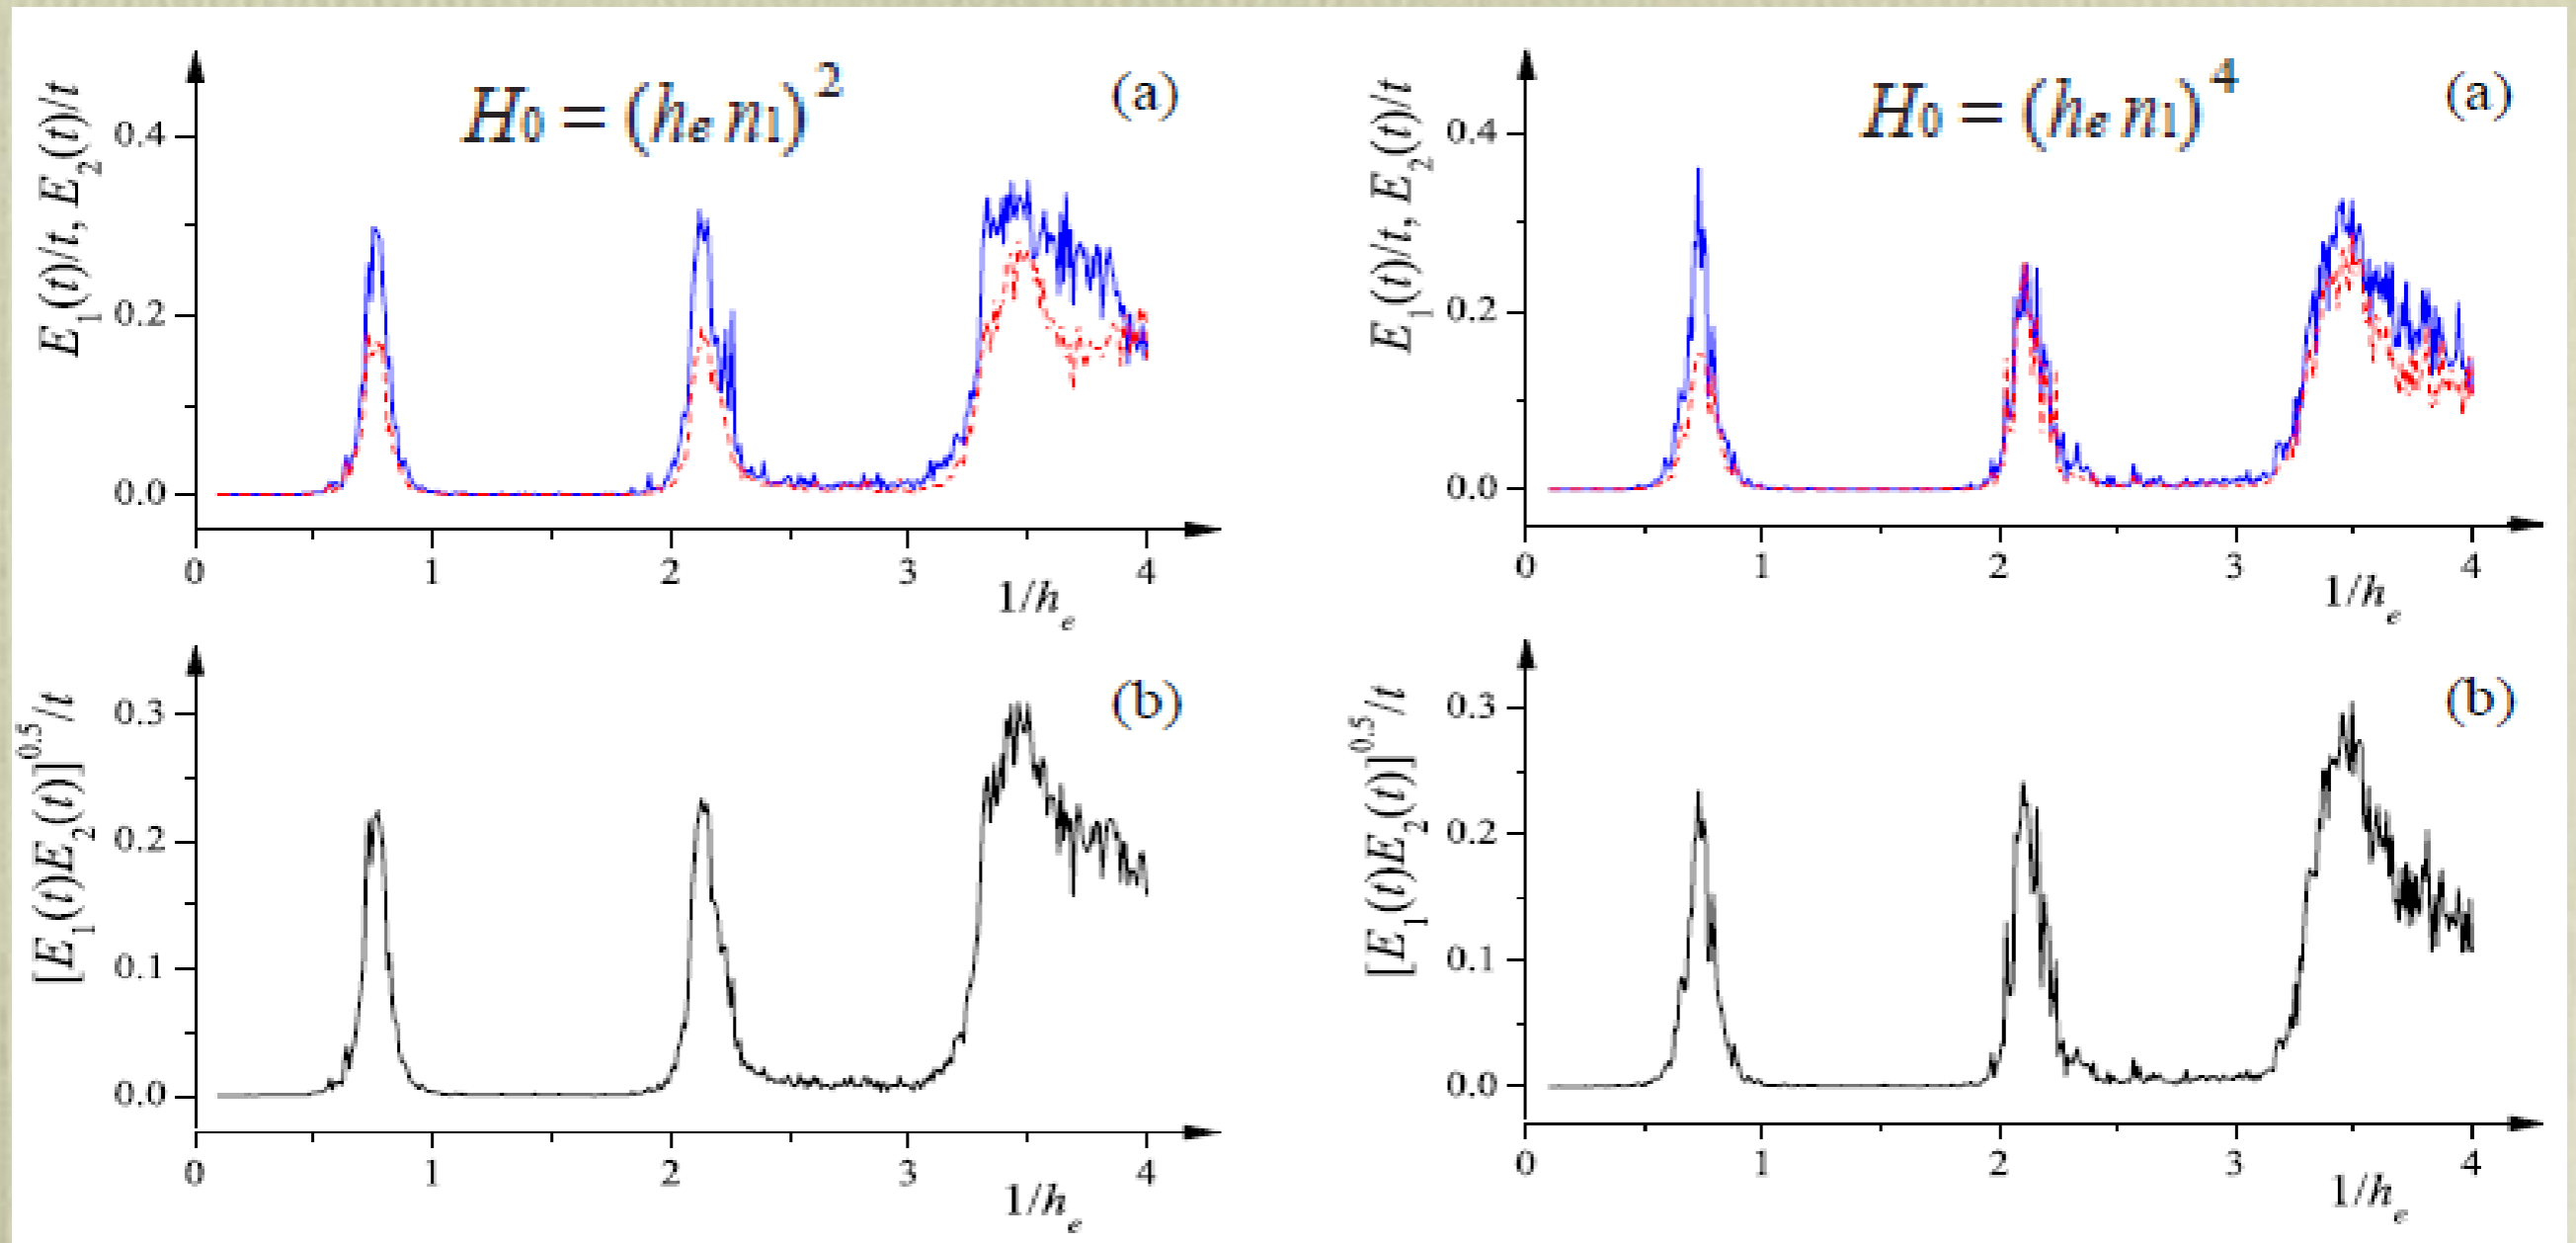 H₀ = (hₑ n₁)²
(a)
E₁(t)/t, E₂(t)/t
0.4
0.2
0.0
0 1 2 3 4
1/hₑ
(b)
[E₁(t)E₂(t)]^0.5/t
0.3
0.2
0.1
0.0
0 1 2 3 4
1/hₑ
H₀ = (hₑ n₁)⁴
(a)
E₁(t)/t, E₂(t)/t
0.4
0.2
0.0
0 1 2 3 4
1/hₑ
(b)
[E₁(t)E₂(t)]^0.5/t
0.3
0.2
0.1
0.0
0 1 2 3 4
1/hₑ